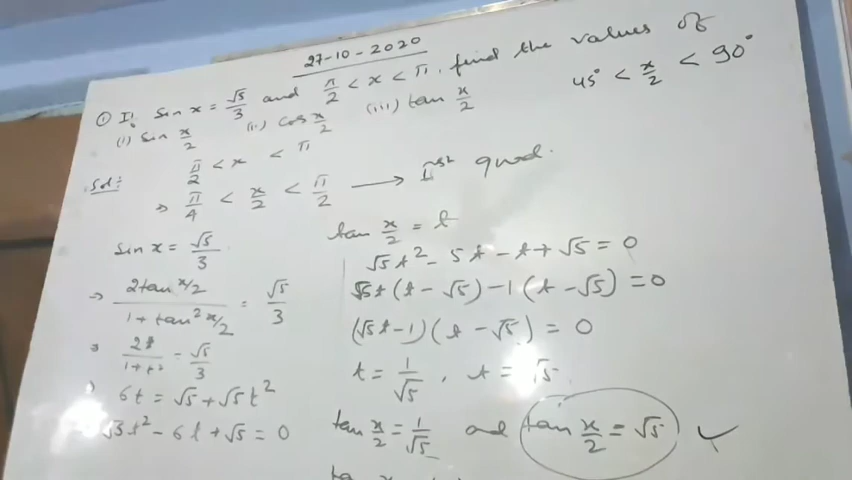 27-10-2020
① If sin x = √5/3 and π/2 < x < π, find the values of
(i) sin x/2 (ii) cos x/2 (iii) tan x/2
45° < x/2 < 90°
Sol: π/2 < x < π
⇒ π/4 < x/2 < π/2 → Ist quad.
sin x = √5/3
⇒ 2tan x/2 / 1 + tan² x/2 = √5/3
⇒ 2t / 1+t² = √5/3
⇒ 6t = √5 + √5t²
√3t² - 6t + √5 = 0
tan x/2 = t
√5t² - 5t - t + √5 = 0
√5t(t - √5) - 1(t - √5) = 0
(√5t - 1)(t - √5) = 0
t = 1/√5, t = √5
tan x/2 = 1/√5 and tan x/2 = √5 ✓